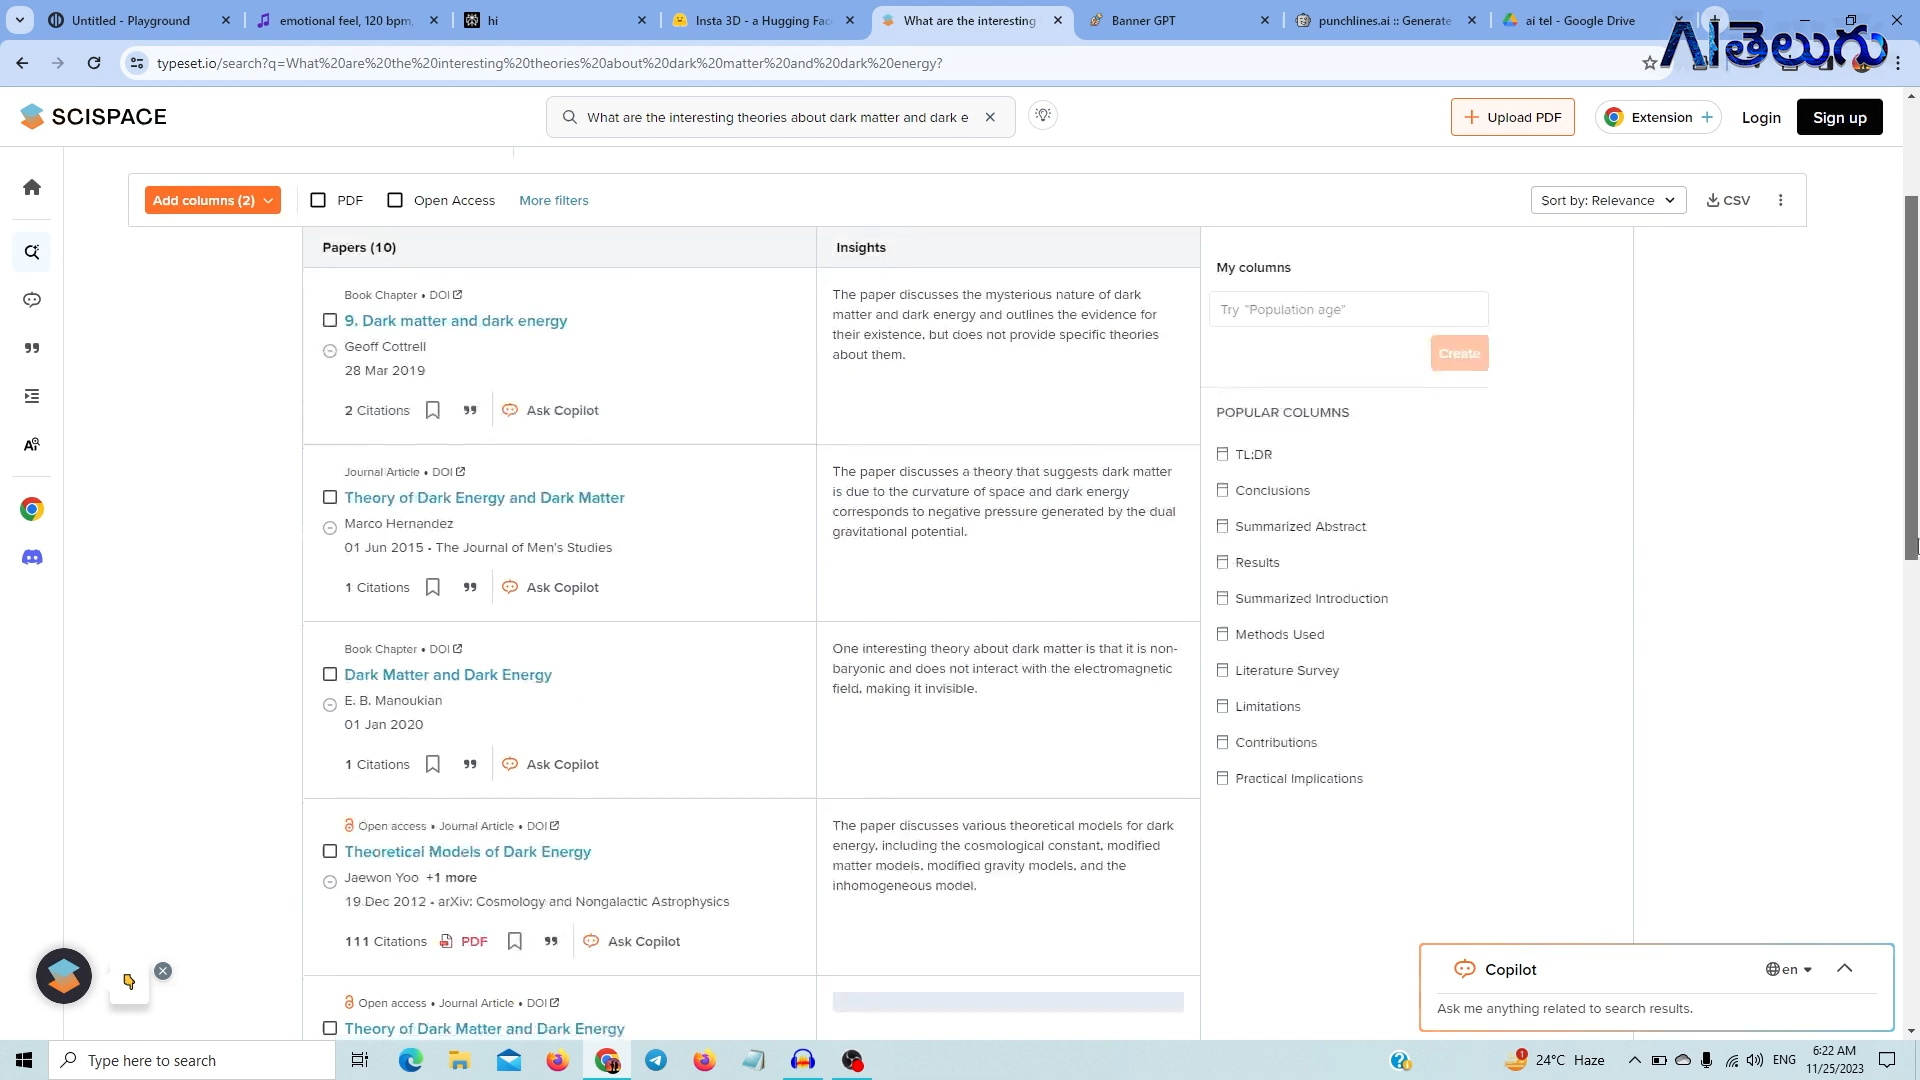 Untitled - Playground
emotional feel, 120 bpm,
hi
Insta 3D - a Hugging Fac
What are the interesting
Banner GPT
punchlines.ai :: Generate
ai tel - Google Drive
AIతెలుగు
typeset.io/search?q=What%20are%20the%20interesting%20theories%20about%20dark%20matter%20and%20dark%20energy?
SCISPACE
What are the interesting theories about dark matter and dark e
Upload PDF
Extension +
Login
Sign up
Add columns (2)
PDF
Open Access
More filters
Sort by: Relevance
CSV
Papers (10)
Insights
Book Chapter • DOI
9. Dark matter and dark energy
Geoff Cottrell
28 Mar 2019
2 Citations
Ask Copilot
The paper discusses the mysterious nature of dark
matter and dark energy and outlines the evidence for
their existence, but does not provide specific theories
about them.
Journal Article • DOI
Theory of Dark Energy and Dark Matter
Marco Hernandez
01 Jun 2015 - The Journal of Men's Studies
1 Citations
Ask Copilot
The paper discusses a theory that suggests dark matter
is due to the curvature of space and dark energy
corresponds to negative pressure generated by the dual
gravitational potential.
Book Chapter • DOI
Dark Matter and Dark Energy
E. B. Manoukian
01 Jan 2020
1 Citations
Ask Copilot
One interesting theory about dark matter is that it is non-
baryonic and does not interact with the electromagnetic
field, making it invisible.
Open access • Journal Article • DOI
Theoretical Models of Dark Energy
Jaewon Yoo +1 more
19 Dec 2012 - arXiv: Cosmology and Nongalactic Astrophysics
111 Citations
PDF
Ask Copilot
The paper discusses various theoretical models for dark
energy, including the cosmological constant, modified
matter models, modified gravity models, and the
inhomogeneous model.
Open access • Journal Article • DOI
Theory of Dark Matter and Dark Energy
My columns
Try "Population age"
Create
POPULAR COLUMNS
TL;DR
Conclusions
Summarized Abstract
Results
Summarized Introduction
Methods Used
Literature Survey
Limitations
Contributions
Practical Implications
Copilot
en
Ask me anything related to search results.
Type here to search
1
24°C Haze
ENG
6:22 AM
11/25/2023